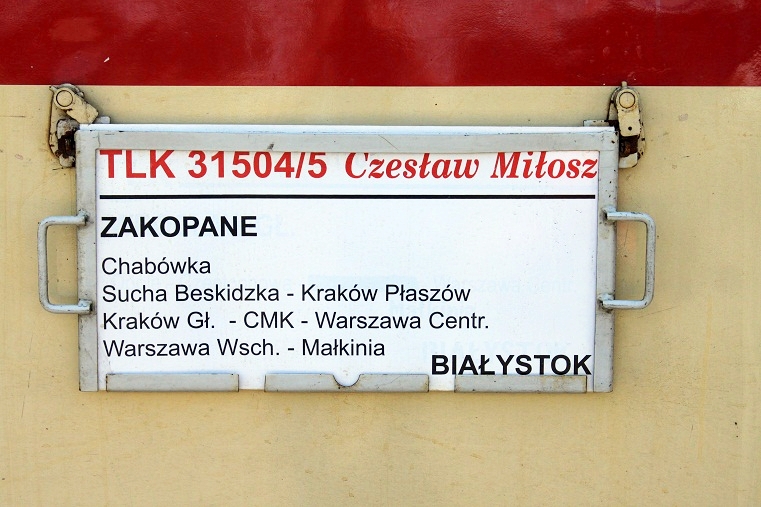 TLK 31504/5 Czesław Miłosz
ZAKOPANE
Chabówka
Sucha Beskidzka - Kraków Płaszów
Kraków Gł. - CMK - Warszawa Centr.
Warszawa Wsch. - Małkinia
BIAŁYSTOK